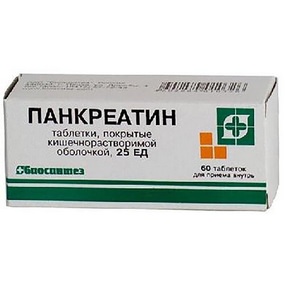 ПАНКРЕАТИН
таблетки, покрытые
кишечнорастворимой
оболочкой, 25 ЕД
биосинтез
60 таблеток
для приема внутрь